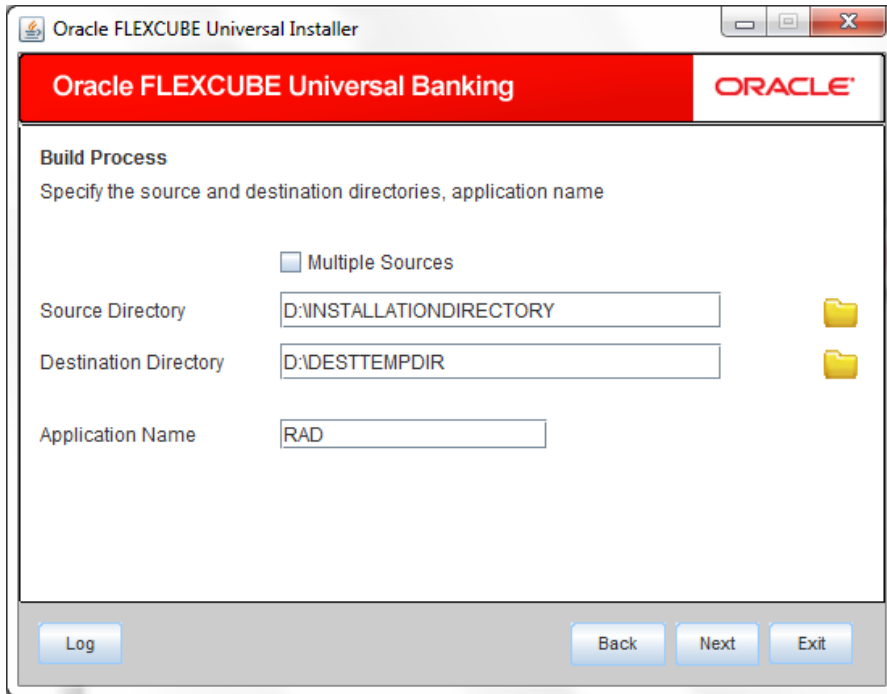 Oracle FLEXCUBE Universal Installer
Oracle FLEXCUBE Universal Banking
ORACLE
Build Process
Specify the source and destination directories, application name
Multiple Sources
Source Directory D:\INSTALLATIONDIRECTORY
Destination Directory D:\DESTTEMPDIR
Application Name RAD
Log Back Next Exit